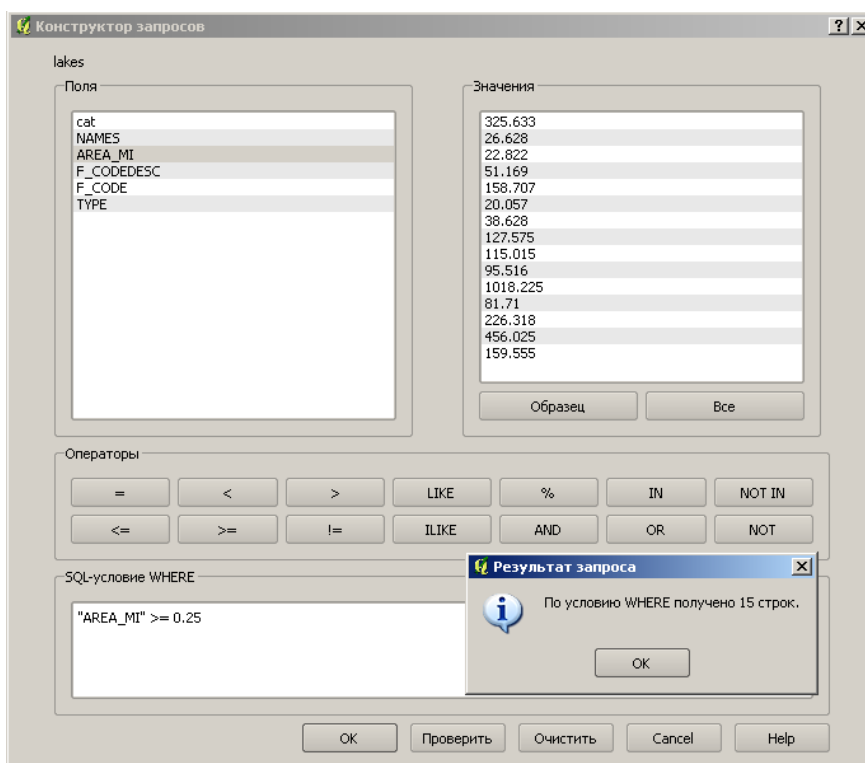 Конструктор запросов
lakes
Поля
cat
NAMES
AREA_MI
F_CODEDESC
F_CODE
TYPE
Значения
325.633
26.628
22.822
51.169
158.707
20.057
38.628
127.575
115.015
95.516
1018.225
81.71
226.318
456.025
159.555
Образец Все
Операторы
= < > LIKE % IN NOT IN
<= >= != ILIKE AND OR NOT
SQL-условие WHERE
"AREA_MI" >= 0.25
Результат запроса
По условию WHERE получено 15 строк.
OK
OK Проверить Очистить Cancel Help